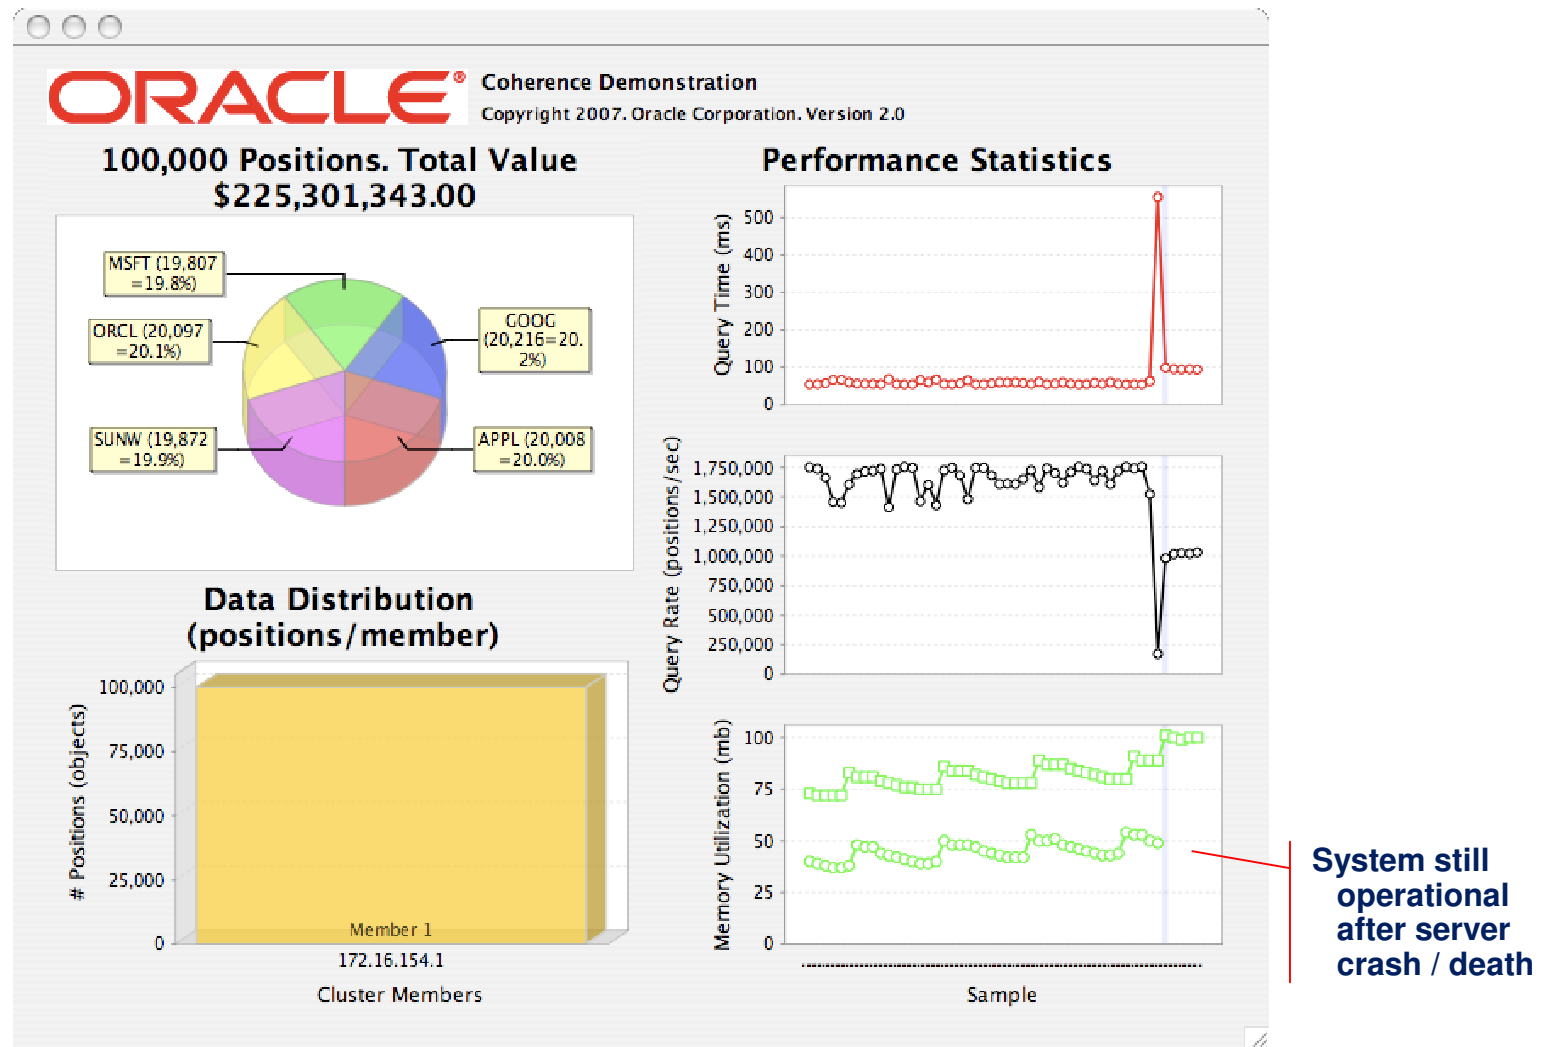 ORACLE®
Coherence Demonstration
Copyright 2007. Oracle Corporation. Version 2.0
100,000 Positions. Total Value
$225,301,343.00
MSFT (19,807
=19.8%)
ORCL (20,097
=20.1%)
GOOG
(20,216=20.
2%)
SUNW (19,872
=19.9%)
APPL (20,008
=20.0%)
Data Distribution
(positions/member)
# Positions (objects)
100,000
75,000
50,000
25,000
0
Member 1
172.16.154.1
Cluster Members
Performance Statistics
Query Time (ms)
500
400
300
200
100
0
Query Rate (positions/sec)
1,750,000
1,500,000
1,250,000
1,000,000
750,000
500,000
250,000
0
Memory Utilization (mb)
100
75
50
25
0
Sample
System still
operational
after server
crash / death